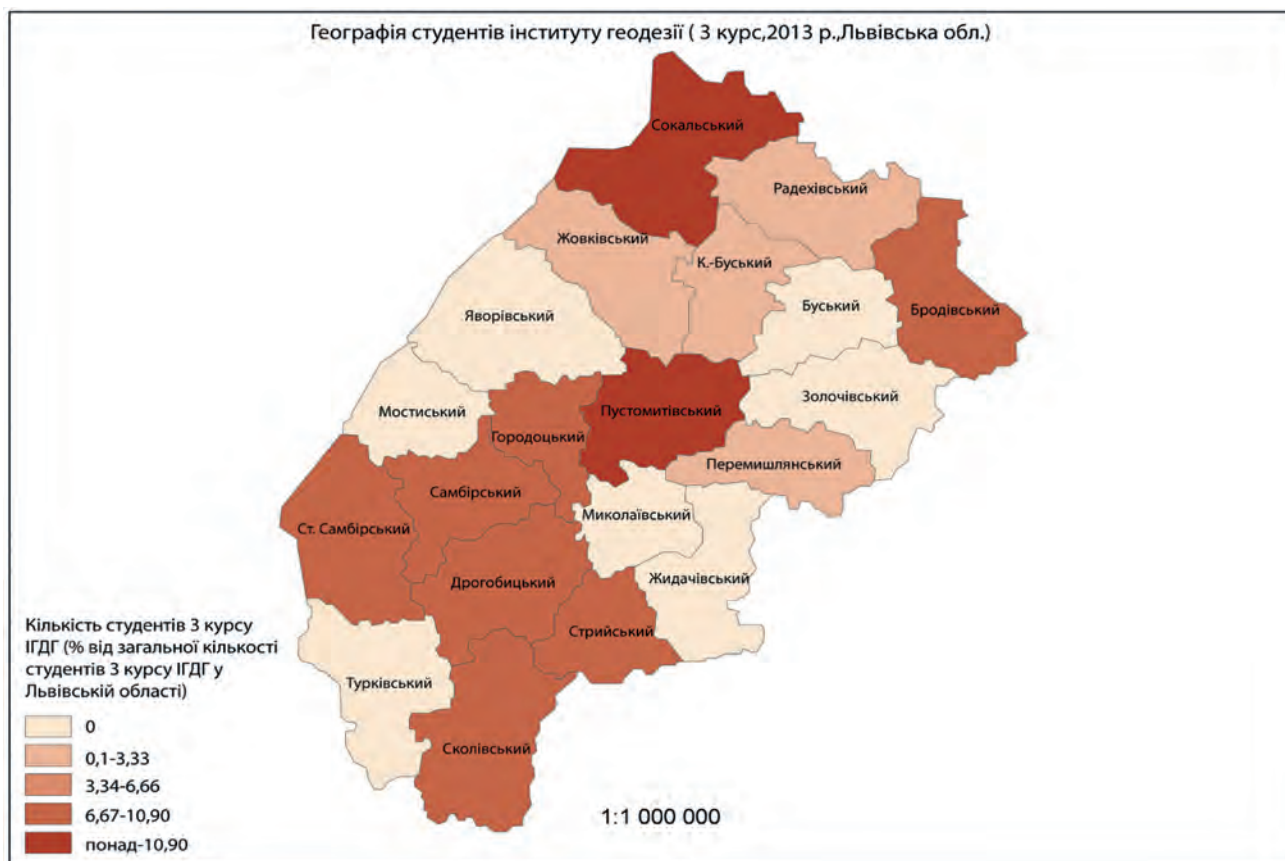 Географія студентів інституту геодезії ( 3 курс,2013 р.,Львівська обл.)
Сокальський
Радехівський
Жовківський
К.-Буський
Буський
Бродівський
Яворівський
Золочівський
Мостиський
Пустомитівський
Городоцький
Перемишлянський
Самбірський
Миколаївський
Ст. Самбірський
Дрогобицький
Жидачівський
Стрийський
Турківський
Сколівський
Кількість студентів 3 курсу
ІГДГ (% від загальної кількості
студентів 3 курсу ІГДГ у
Львівській області)
0
0,1-3,33
3,34-6,66
6,67-10,90
понад-10,90
1:1 000 000